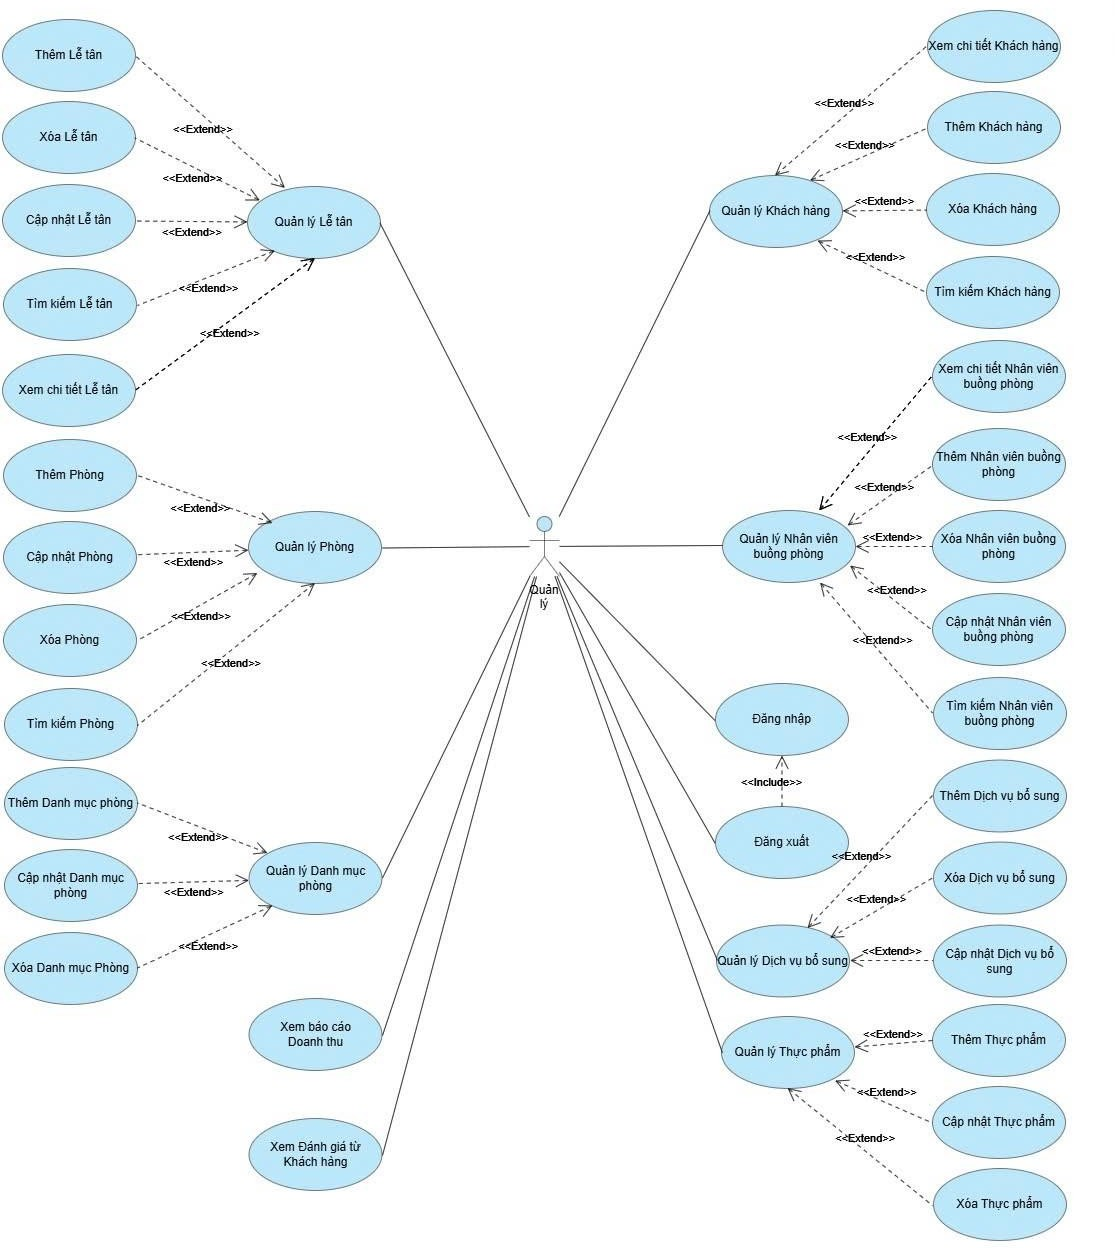 Thêm Lễ tân
<<Extend>>
Xóa Lễ tân
<<Extend>>
Cập nhật Lễ tân
<<Extend>>
Quản lý Lễ tân
Tìm kiếm Lễ tân
<<Extend>>
Xem chi tiết Lễ tân
<<Extend>>
Thêm Phòng
<<Extend>>
Cập nhật Phòng
<<Extend>>
Quản lý Phòng
Xóa Phòng
<<Extend>>
Tìm kiếm Phòng
<<Extend>>
Thêm Danh mục phòng
<<Extend>>
Cập nhật Danh mục
phòng
<<Extend>>
Quản lý Danh mục
phòng
Xóa Danh mục Phòng
<<Extend>>
Xem báo cáo
Doanh thu
Xem Đánh giá từ
Khách hàng
Quản
lý
Xem chi tiết Khách hàng
<<Extend>>
Thêm Khách hàng
<<Extend>>
Quản lý Khách hàng
<<Extend>>
Xóa Khách hàng
<<Extend>>
Tìm kiếm Khách hàng
Xem chi tiết Nhân viên
buồng phòng
<<Extend>>
Thêm Nhân viên buồng
phòng
<<Extend>>
Quản lý Nhân viên
buồng phòng
<<Extend>>
Xóa Nhân viên buồng
phòng
<<Extend>>
Cập nhật Nhân viên
buồng phòng
<<Extend>>
Tìm kiếm Nhân viên
buồng phòng
Đăng nhập
<<Include>>
Đăng xuất
Thêm Dịch vụ bổ sung
<<Extend>>
Xóa Dịch vụ bổ sung
<<Extend>>
Quản lý Dịch vụ bổ sung
<<Extend>>
Cập nhật Dịch vụ bổ
sung
Quản lý Thực phẩm
<<Extend>>
Thêm Thực phẩm
<<Extend>>
Cập nhật Thực phẩm
<<Extend>>
Xóa Thực phẩm